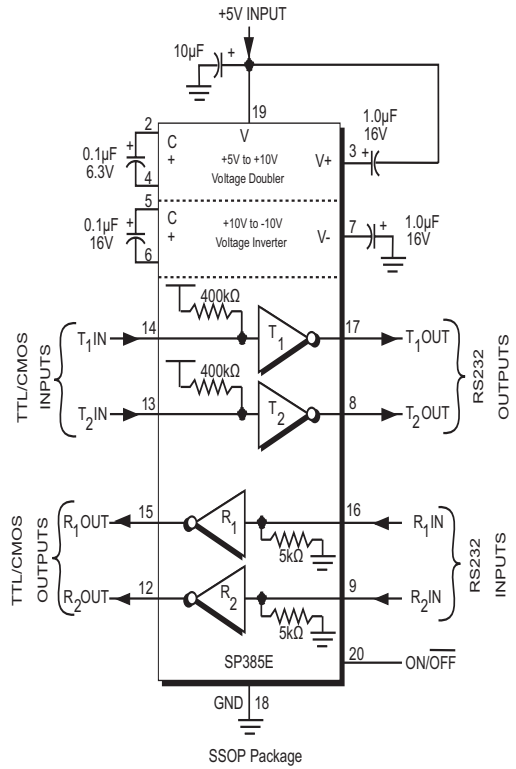 +5V INPUT
10µF
+
19
1.0µF
16V
2
C
+
V
+5V to +10V
Voltage Doubler
V+
3
+
+
0.1µF
6.3V
4
5
C
+
+10V to -10V
Voltage Inverter
V-
7
+
1.0µF
16V
+
0.1µF
16V
6
400kΩ
T1IN
14
T1
17
T1OUT
400kΩ
T2IN
13
T2
8
T2OUT
TTL/CMOS
INPUTS
RS232
OUTPUTS
R1OUT
15
R1
16
R1IN
5kΩ
R2OUT
12
R2
9
R2IN
5kΩ
TTL/CMOS
OUTPUTS
RS232
INPUTS
20
ON/OFF
SP385E
GND
18
SSOP Package